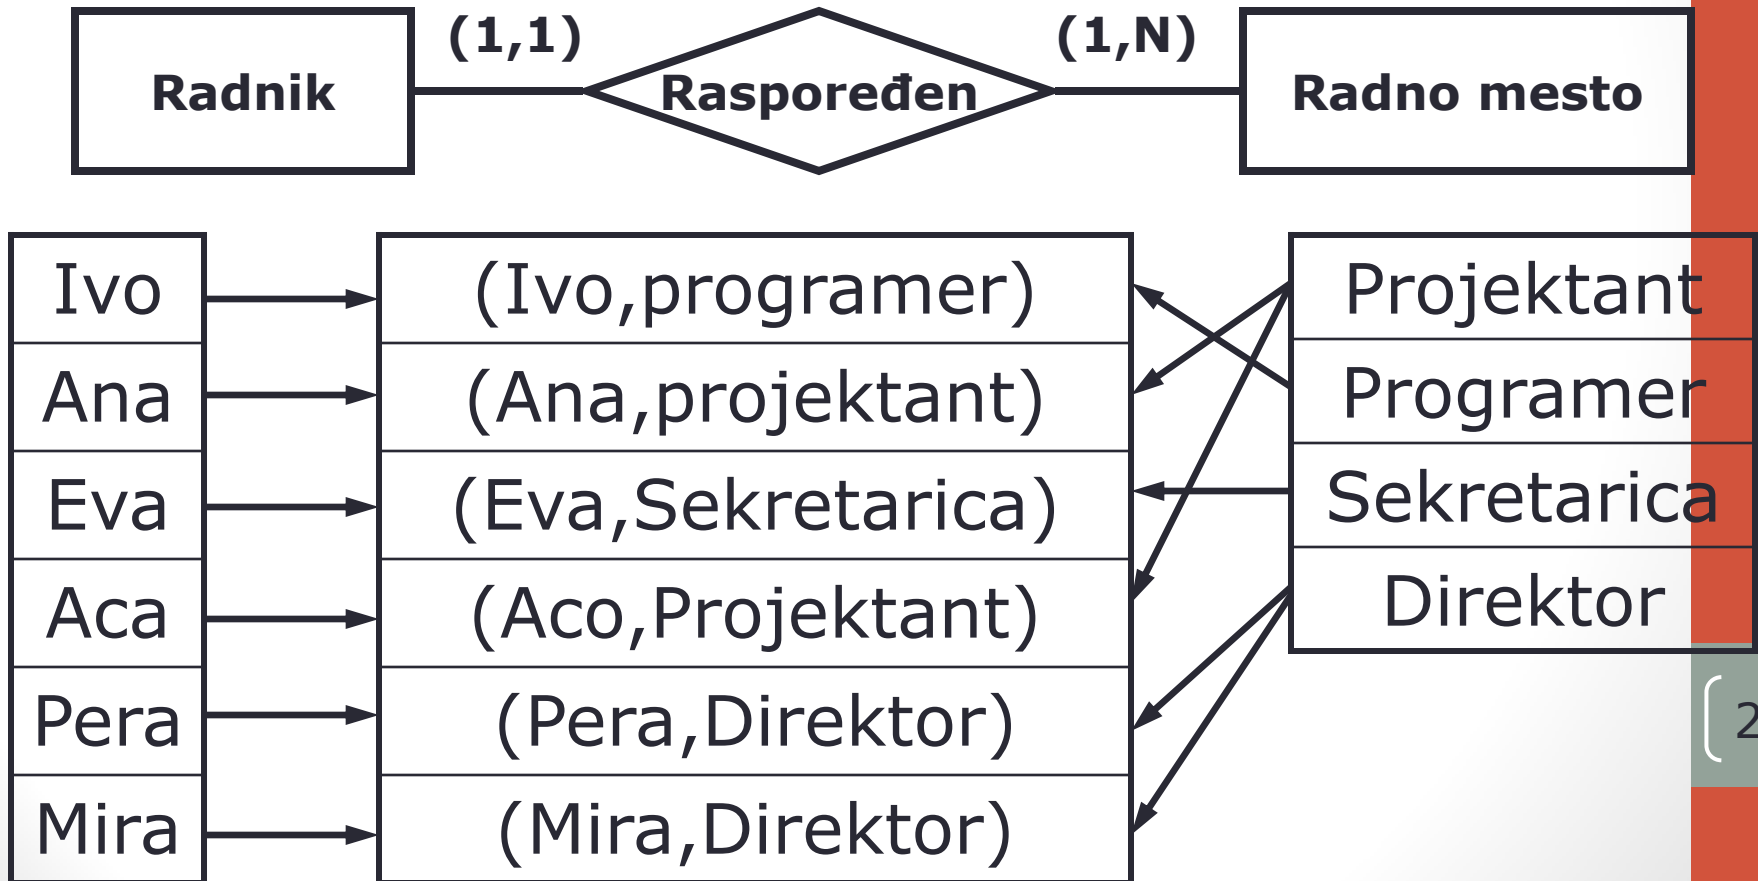 (1,1)
(1,N)
Radnik
Raspoređen
Radno mesto
Ivo
(Ivo,programer)
Projektant
Ana
(Ana,projektant)
Programer
Eva
(Eva,Sekretarica)
Sekretarica
Aca
(Aco,Projektant)
Direktor
Pera
(Pera,Direktor)
2
Mira
(Mira,Direktor)